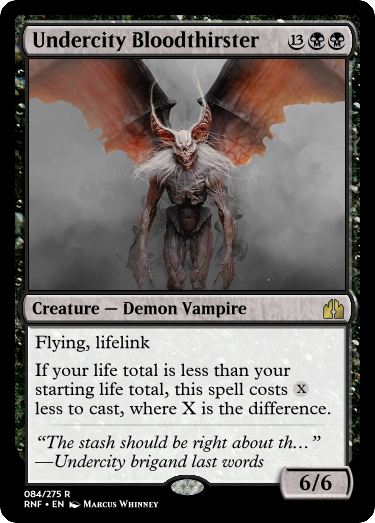 Undercity Bloodthirster 13
Creature — Demon Vampire
Flying, lifelink
If your life total is less than your
starting life total, this spell costs X
less to cast, where X is the difference.
“The stash should be right about th…”
—Undercity brigand last words
6/6
084/275 R
RNF • EN Marcus Whinney